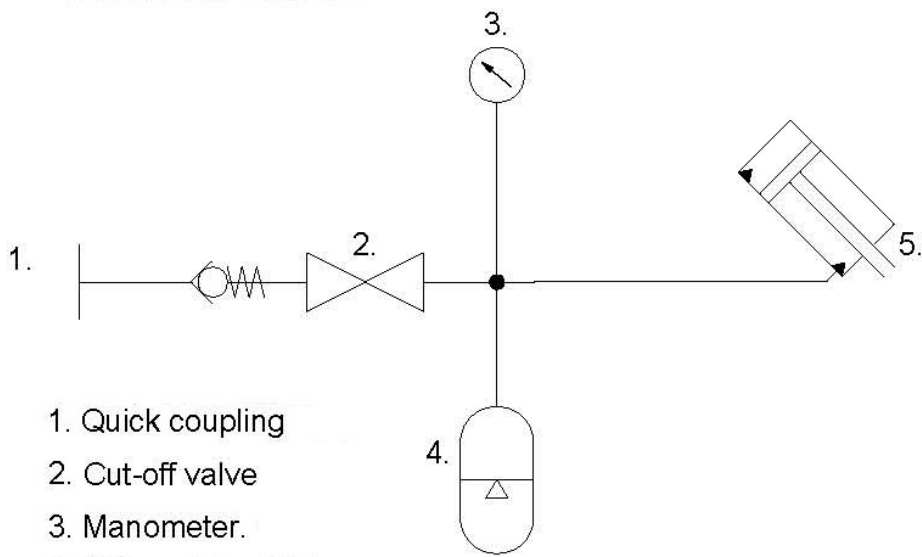 3.
1.
2.
5.
4.
1. Quick coupling
2. Cut-off valve
3. Manometer.